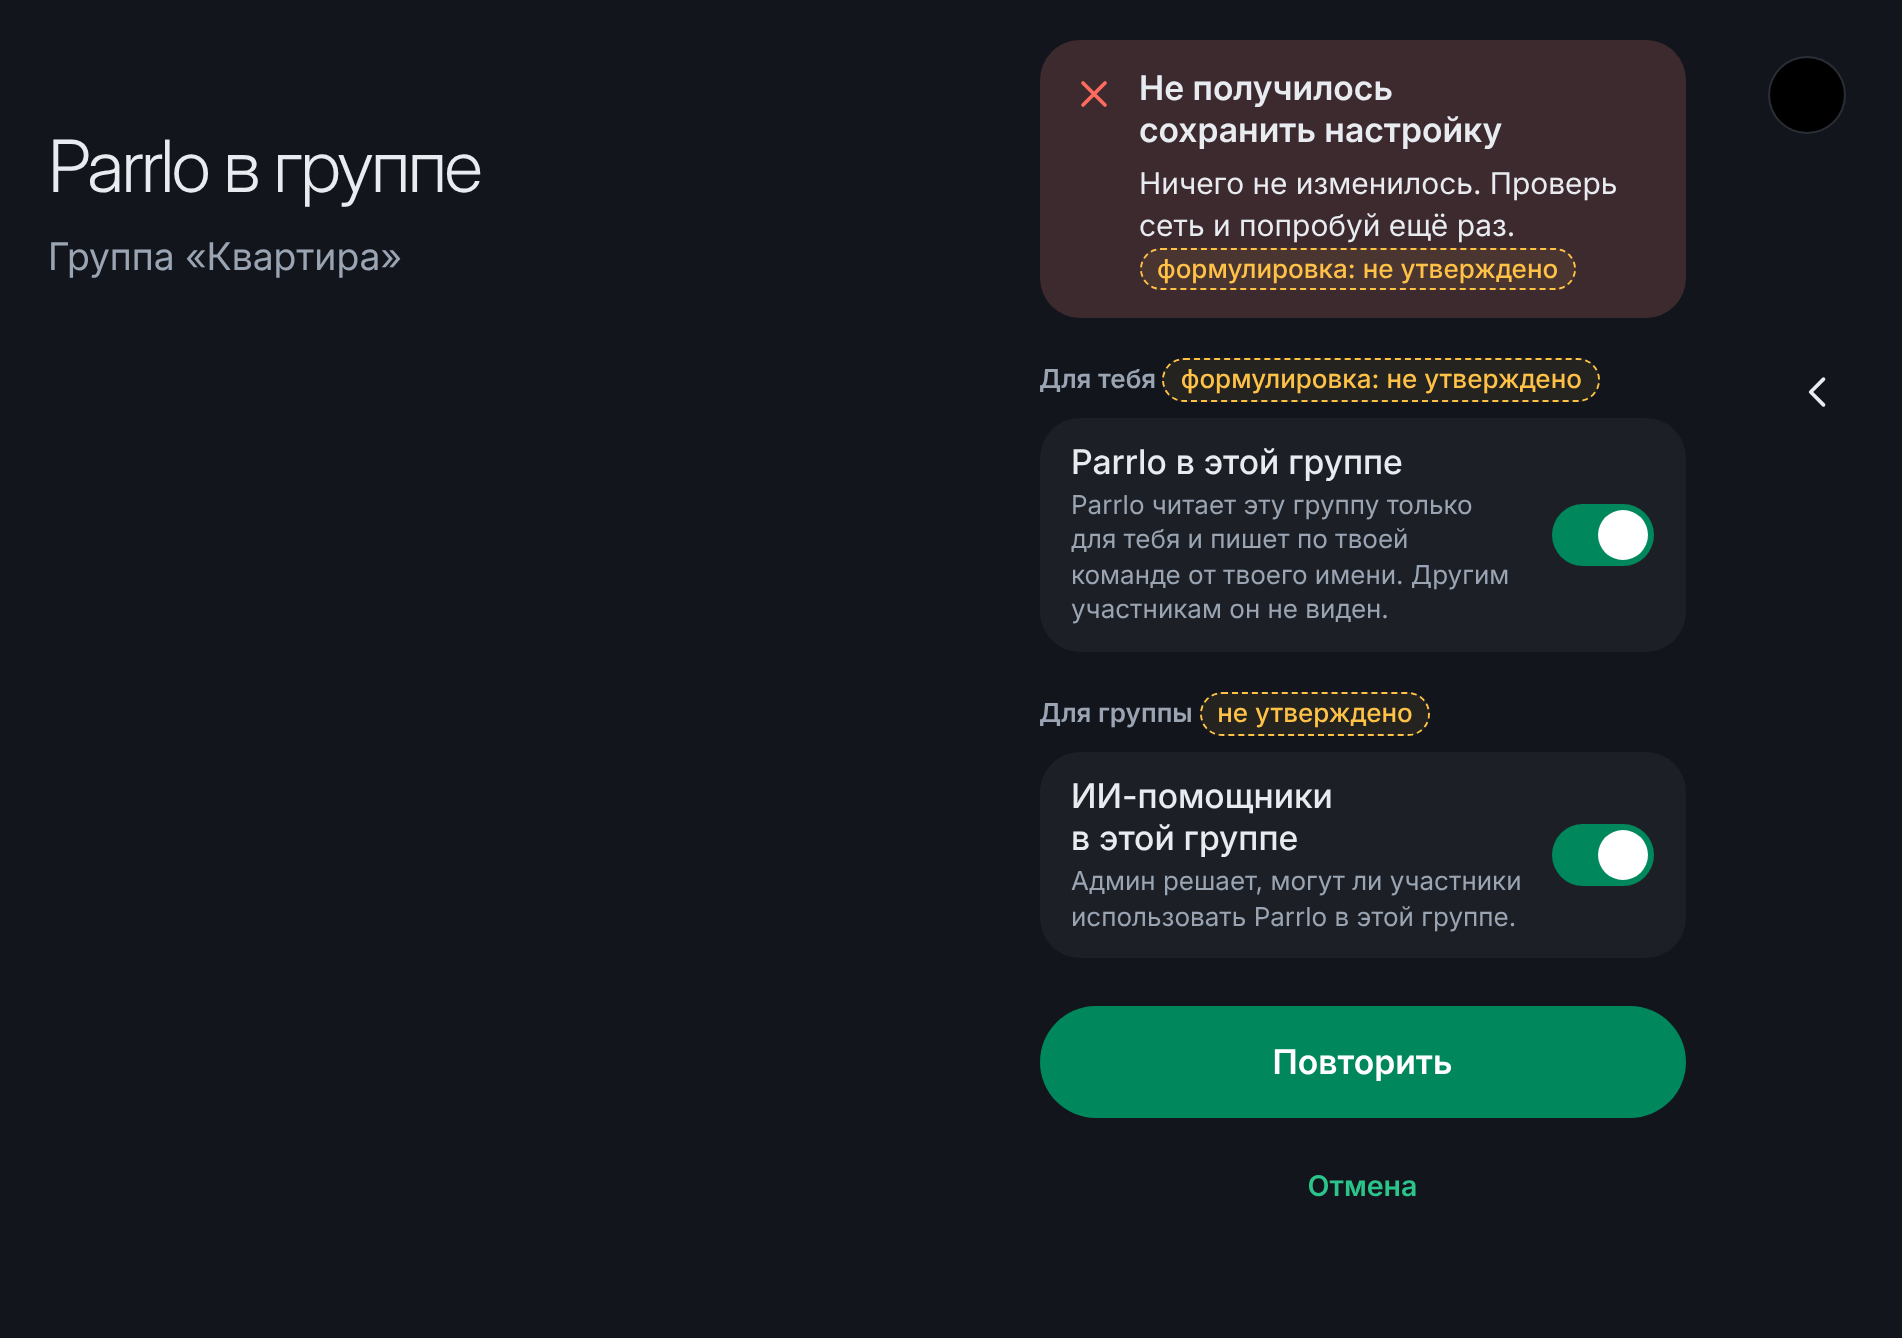 Parrlo в группе
Группа «Квартира»
Не получилось
сохранить настройку
Ничего не изменилось. Проверь
сеть и попробуй ещё раз.
формулировка: не утверждено
Для тебя формулировка: не утверждено
Parrlo в этой группе
Parrlo читает эту группу только
для тебя и пишет по твоей
команде от твоего имени. Другим
участникам он не виден.
Для группы не утверждено
ИИ-помощники
в этой группе
Админ решает, могут ли участники
использовать Parrlo в этой группе.
Повторить
Отмена